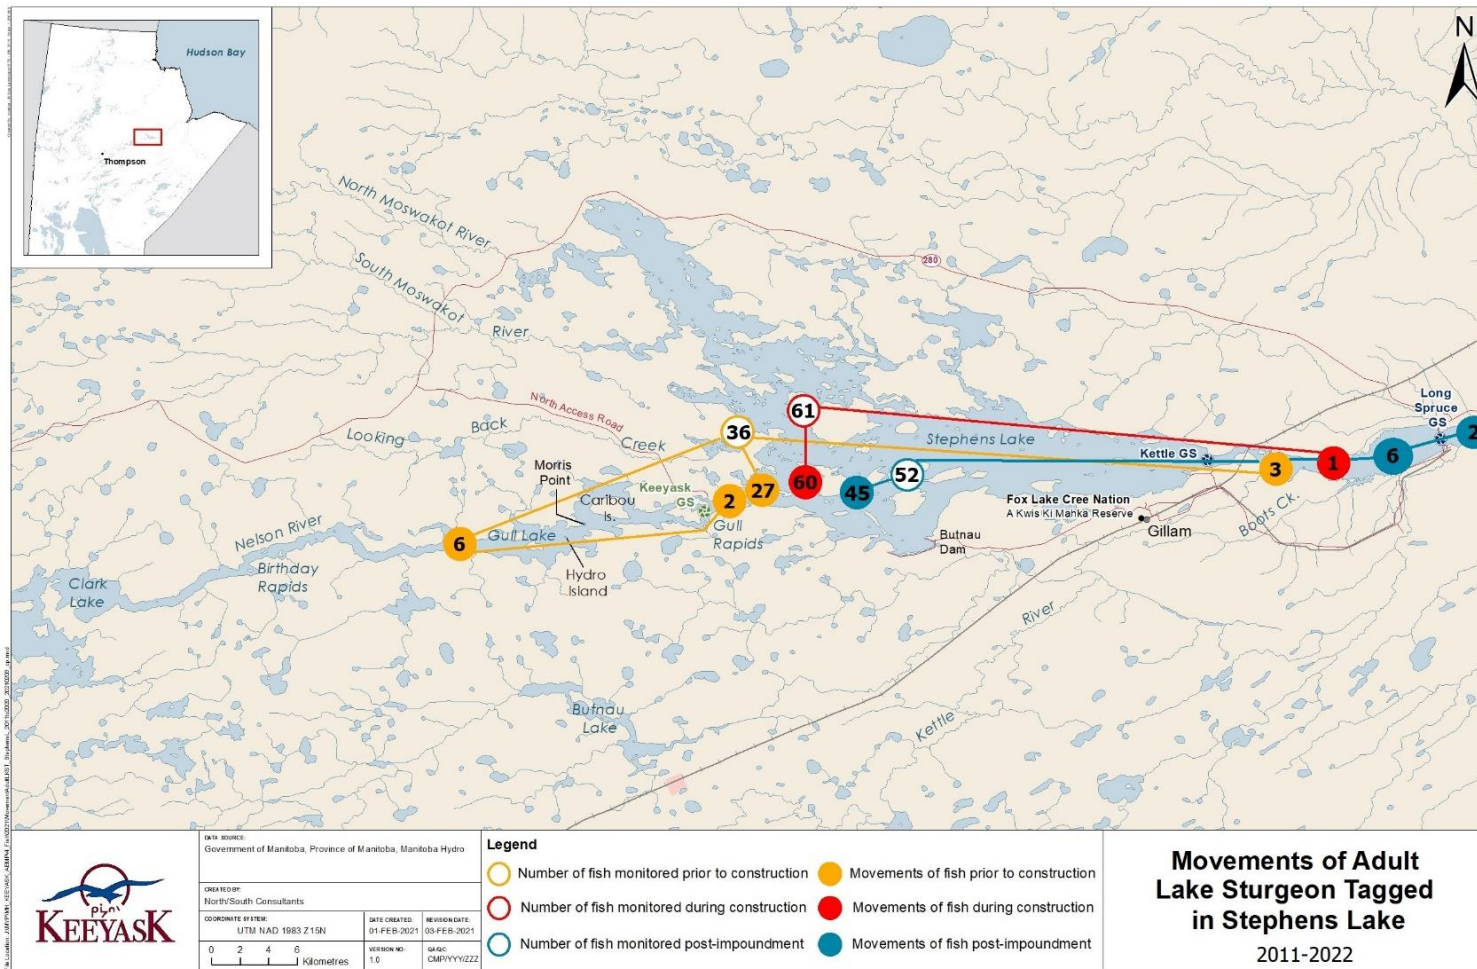 Hudson Bay
Thompson
N
North Moswakot River
South Moswakot
River
280
North Access Road
Looking
Back
Creek
61
36
Stephens Lake
Long
Spruce
GS
2
Kettle GS
3
1
6
52
45
60
27
2
Keeyask
GS
Gull
Rapids
Morris
Point
Caribou
Is.
Gull Lake
Hydro
Island
6
Nelson River
Birthday
Rapids
Clark
Lake
Fox Lake Cree Nation
A Kwis Ki Mahka Reserve
Gillam
Boots Ck.
Butnau
Dam
River
Kettle
Butnau
Lake
KEEYASK
DATA SOURCE:
Government of Manitoba, Province of Manitoba, Manitoba Hydro
CREATED BY:
North/South Consultants
COORDINATE SYSTEM:
UTM NAD 1983 Z15N
DATE CREATED:
01-FEB-2021
REVISION DATE:
03-FEB-2021
0 2 4 6
Kilometres
VERSION NO:
1.0
QA/QC:
CMP/YYY/ZZZ
Legend
Number of fish monitored prior to construction
Movements of fish prior to construction
Number of fish monitored during construction
Movements of fish during construction
Number of fish monitored post-impoundment
Movements of fish post-impoundment
Movements of Adult
Lake Sturgeon Tagged
in Stephens Lake
2011-2022